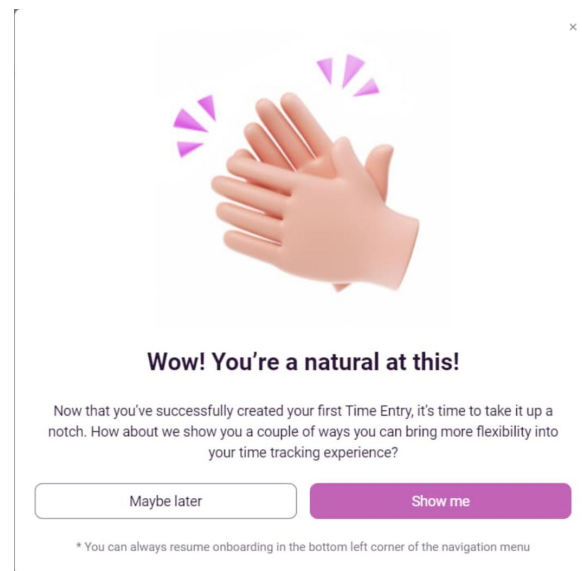 Wow! You’re a natural at this!
Now that you’ve successfully created your first Time Entry, it’s time to take it up a
notch. How about we show you a couple of ways you can bring more flexibility into
your time tracking experience?
Maybe later
Show me
* You can always resume onboarding in the bottom left corner of the navigation menu